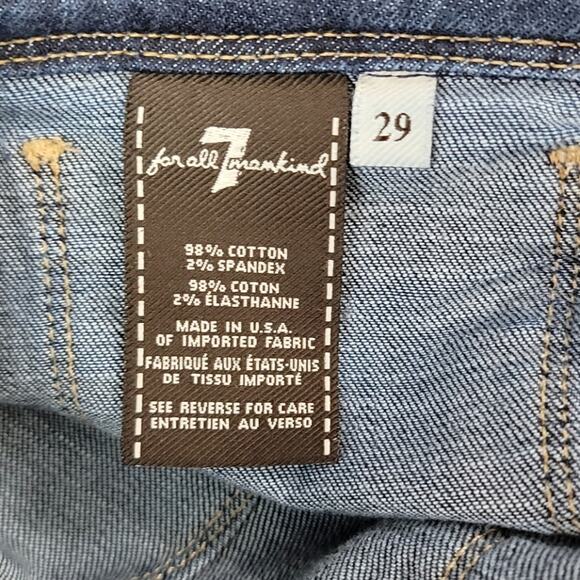 for all 7 mankind
29
98% COTTON
2% SPANDEX
98% COTON
2% ÉLASTHANNE
MADE IN U.S.A.
OF IMPORTED FABRIC
FABRIQUÉ AUX ÉTATS-UNIS
DE TISSU IMPORTÉ
SEE REVERSE FOR CARE
ENTRETIEN AU VERSO